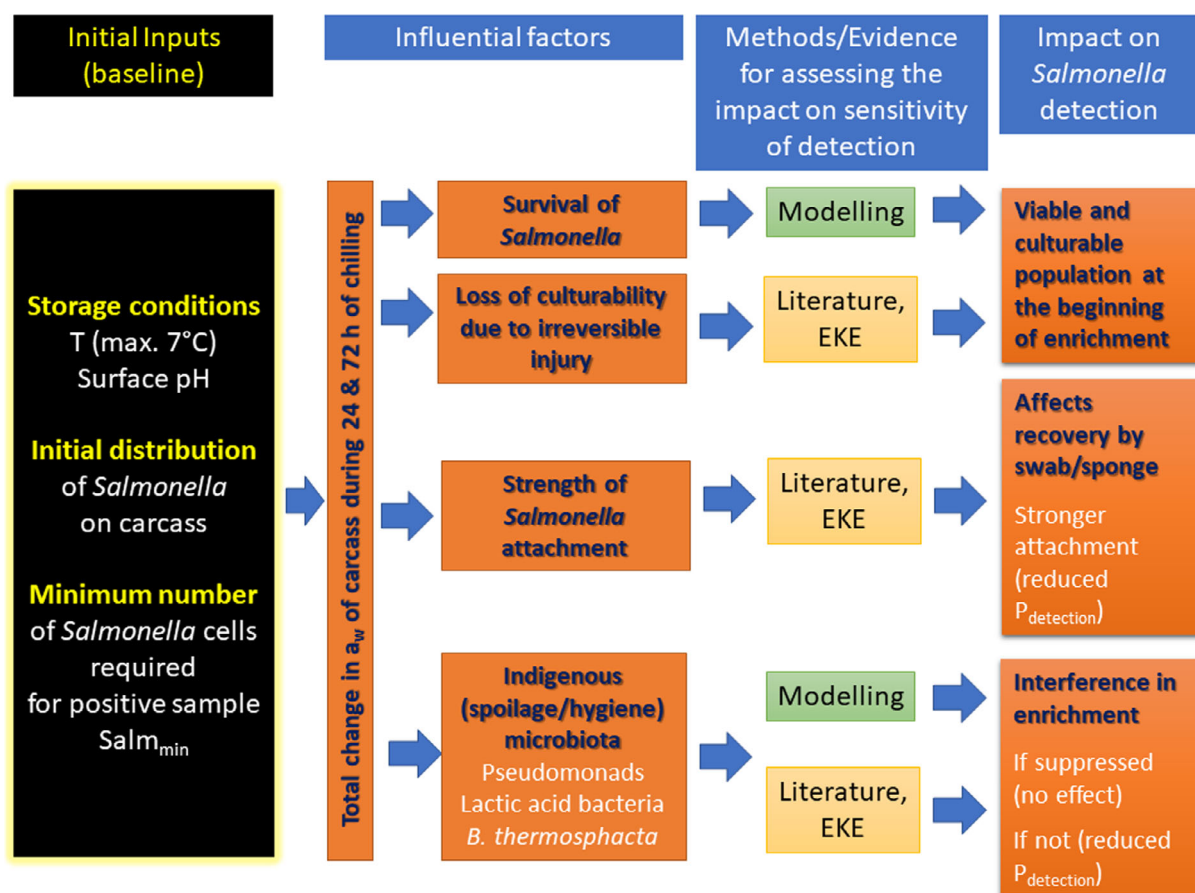 Initial Inputs
(baseline)
Influential factors
Methods/Evidence
for assessing the
impact on sensitivity
of detection
Impact on
Salmonella
detection
Storage conditions
T (max. 7°C)
Surface pH
Initial distribution
of Salmonella
on carcass
Minimum number
of Salmonella cells
required
for positive sample
Salmmin
Total change in aw of carcass during 24 & 72 h of chilling
Survival of
Salmonella
Modelling
Viable and
culturable
population at
the beginning
of enrichment
Loss of culturability
due to irreversible
injury
Literature,
EKE
Strength of
Salmonella
attachment
Literature,
EKE
Affects
recovery by
swab/sponge
Stronger
attachment
(reduced
Pdetection)
Indigenous
(spoilage/hygiene)
microbiota
Pseudomonads
Lactic acid bacteria
B. thermosphacta
Modelling
Literature,
EKE
Interference in
enrichment
If suppressed
(no effect)
If not (reduced
Pdetection)